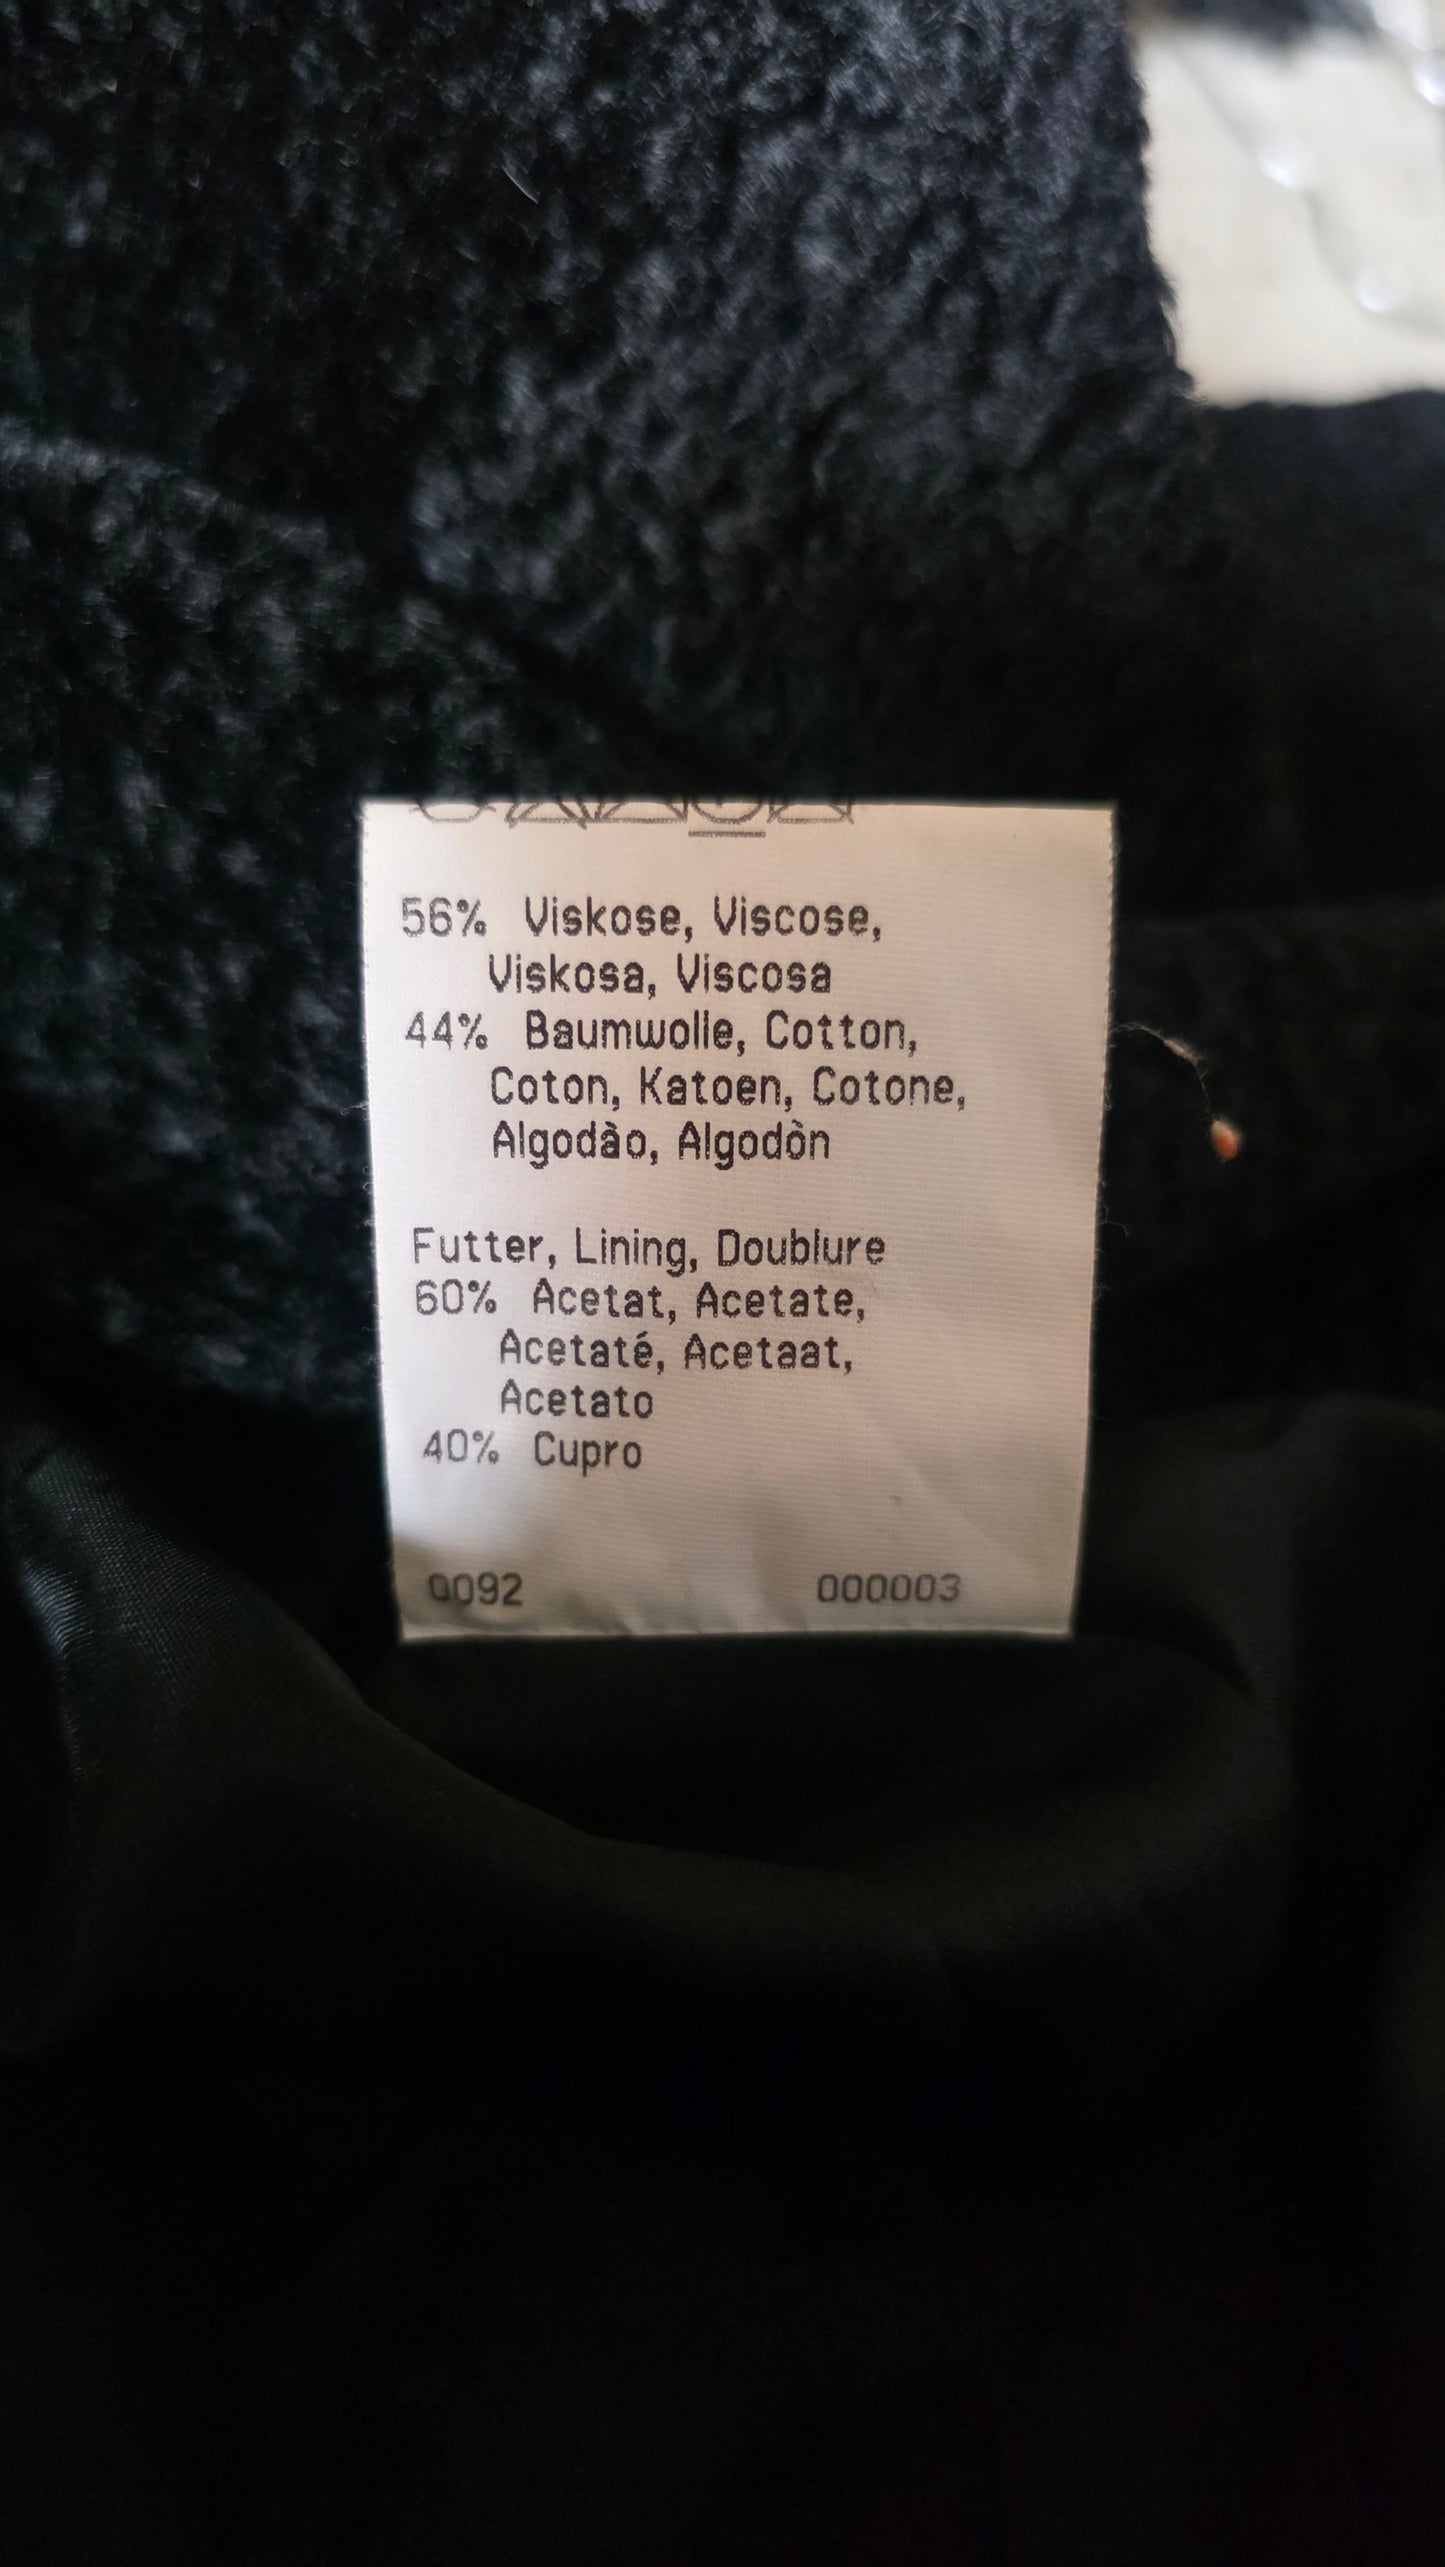 56% Viskose, Viscose,
Viskosa, Viscosa
44% Baumwolle, Cotton,
Coton, Katoen, Cotone,
Algodào, Algodòn
Futter, Lining, Doublure
60% Acetat, Acetate,
Acetaté, Acetaat,
Acetato
40% Cupro
0092 000003